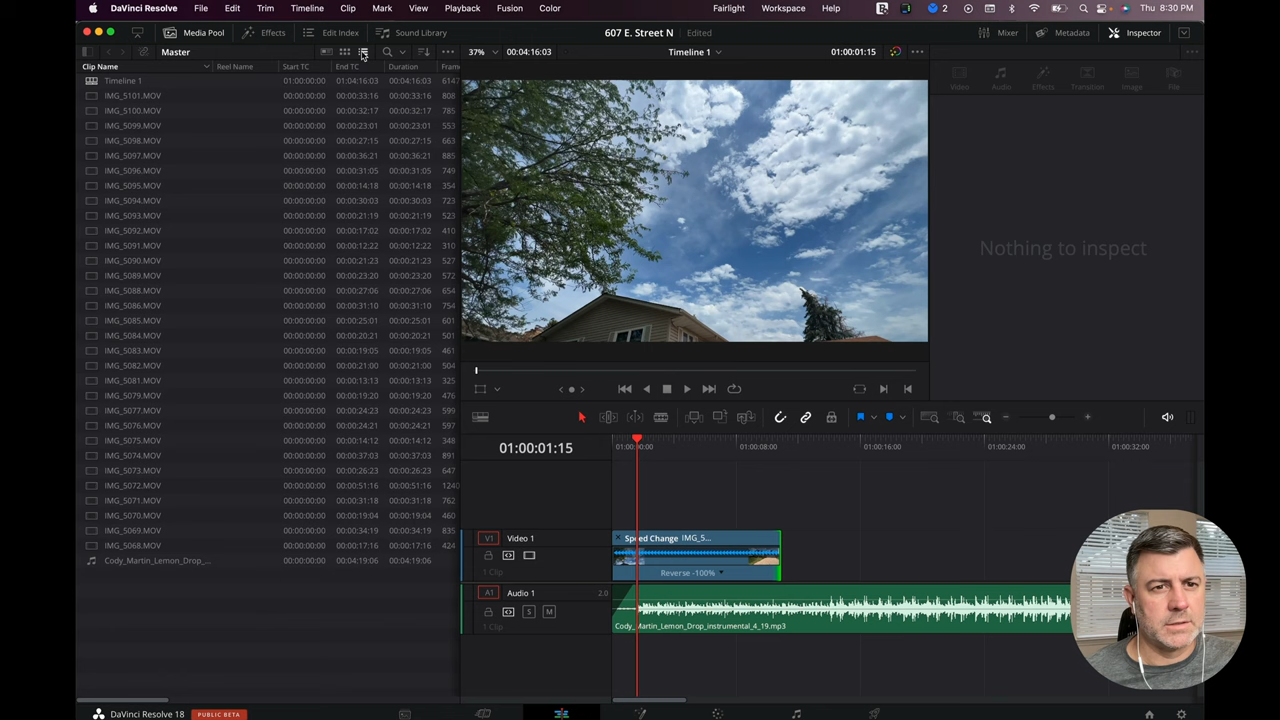 DaVinci Resolve File Edit Trim Timeline Clip Mark View Playback Fusion Color Fairlight Workspace Help 2 Thu 8:30 PM
Media Pool Effects Edit Index Sound Library 607 E. Street N Edited Mixer Metadata Inspector
Master 37% 00:04:16:03 Timeline 1 01:00:01:15
Clip Name Reel Name Start TC End TC Duration Fram
Timeline 1 01:00:00:00 01:04:16:03 00:04:16:03 6147
IMG_5101.MOV 00:00:00:00 00:00:33:16 00:00:33:16 808
IMG_5100.MOV 00:00:00:00 00:00:32:17 00:00:32:17 785
IMG_5099.MOV 00:00:00:00 00:00:23:01 00:00:23:01 553
IMG_5098.MOV 00:00:00:00 00:00:27:15 00:00:27:15 663
IMG_5097.MOV 00:00:00:00 00:00:36:21 00:00:36:21 885
IMG_5096.MOV 00:00:00:00 00:00:31:05 00:00:31:05 749
IMG_5095.MOV 00:00:00:00 00:00:14:18 00:00:14:18 354
IMG_5094.MOV 00:00:00:00 00:00:30:03 00:00:30:03 723
IMG_5093.MOV 00:00:00:00 00:00:21:19 00:00:21:19 523
IMG_5092.MOV 00:00:00:00 00:00:17:02 00:00:17:02 410
IMG_5091.MOV 00:00:00:00 00:00:12:22 00:00:12:22 310
IMG_5090.MOV 00:00:00:00 00:00:21:23 00:00:21:23 527
IMG_5089.MOV 00:00:00:00 00:00:23:20 00:00:23:20 572
IMG_5088.MOV 00:00:00:00 00:00:27:06 00:00:27:06 654
IMG_5086.MOV 00:00:00:00 00:00:31:10 00:00:31:10 754
IMG_5085.MOV 00:00:00:00 00:00:25:01 00:00:25:01 601
IMG_5084.MOV 00:00:00:00 00:00:20:21 00:00:20:21 501
IMG_5083.MOV 00:00:00:00 00:00:19:05 00:00:19:05 461
IMG_5082.MOV 00:00:00:00 00:00:21:00 00:00:21:00 504
IMG_5081.MOV 00:00:00:00 00:00:13:13 00:00:13:13 325
IMG_5079.MOV 00:00:00:00 00:00:19:20 00:00:19:20 476
IMG_5077.MOV 00:00:00:00 00:00:24:23 00:00:24:23 599
IMG_5076.MOV 00:00:00:00 00:00:24:21 00:00:24:21 597
IMG_5075.MOV 00:00:00:00 00:00:14:12 00:00:14:12 348
IMG_5074.MOV 00:00:00:00 00:00:37:03 00:00:37:03 891
IMG_5073.MOV 00:00:00:00 00:00:26:23 00:00:26:23 647
IMG_5072.MOV 00:00:00:00 00:00:51:16 00:00:51:16 1240
IMG_5071.MOV 00:00:00:00 00:00:31:18 00:00:31:18 762
IMG_5070.MOV 00:00:00:00 00:00:19:04 00:00:19:04 460
IMG_5069.MOV 00:00:00:00 00:00:34:19 00:00:34:19 835
IMG_5068.MOV 00:00:00:00 00:00:17:16 00:00:17:16 424
Cody_Martin_Lemon_Drop_... 00:00:00:00 00:04:19:06 00:04:19:06
Video Audio Effects Transition Image File
Nothing to inspect
01:00:01:15 01:00:00:00 01:00:08:00 01:00:16:00 01:00:24:00 01:00:32:00
V1 Video 1
1 Clip
Speed Change IMG_5...
Reverse -100%
A1 Audio 1 2.0
S M
1 Clip
Cody_Martin_Lemon_Drop_instrumental_4_19.mp3
DaVinci Resolve 18 PUBLIC BETA